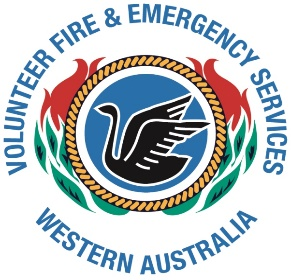 VOLUNTEER FIRE & EMERGENCY SERVICES
WESTERN AUSTRALIA